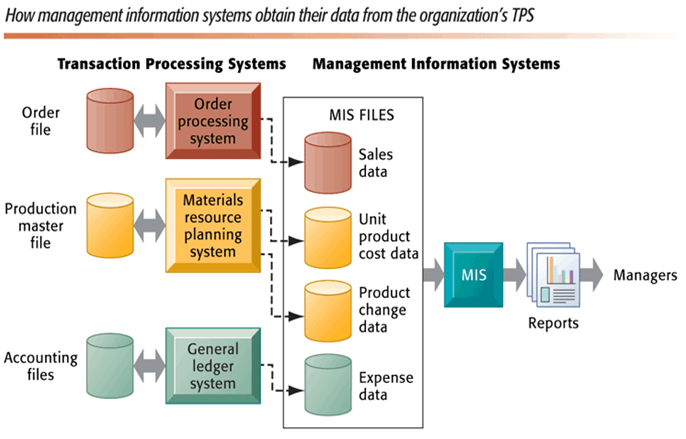 How management information systems obtain their data from the organization's TPS
Transaction Processing Systems
Management Information Systems
Order
file
Order
processing
system
MIS FILES
Sales
data
Production
master
file
Materials
resource
planning
system
Unit
product
cost data
Product
change
data
MIS
Reports
Managers
Accounting
files
General
ledger
system
Expense
data